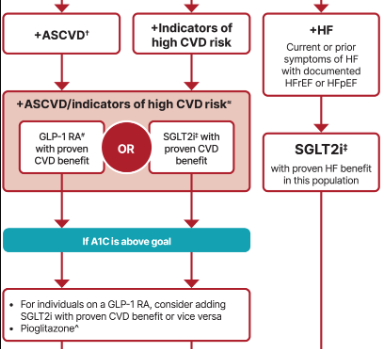 +ASCVD†
+Indicators of
high CVD risk
+HF
Current or prior
symptoms of HF
with documented
HFrEF or HFpEF
+ASCVD/indicators of high CVD risk*
GLP-1 RA#
with proven
CVD benefit
OR
SGLT2i‡ with
proven CVD
benefit
SGLT2i‡
with proven HF benefit
in this population
If A1C is above goal
• For individuals on a GLP-1 RA, consider adding
SGLT2i with proven CVD benefit or vice versa
• Pioglitazone^